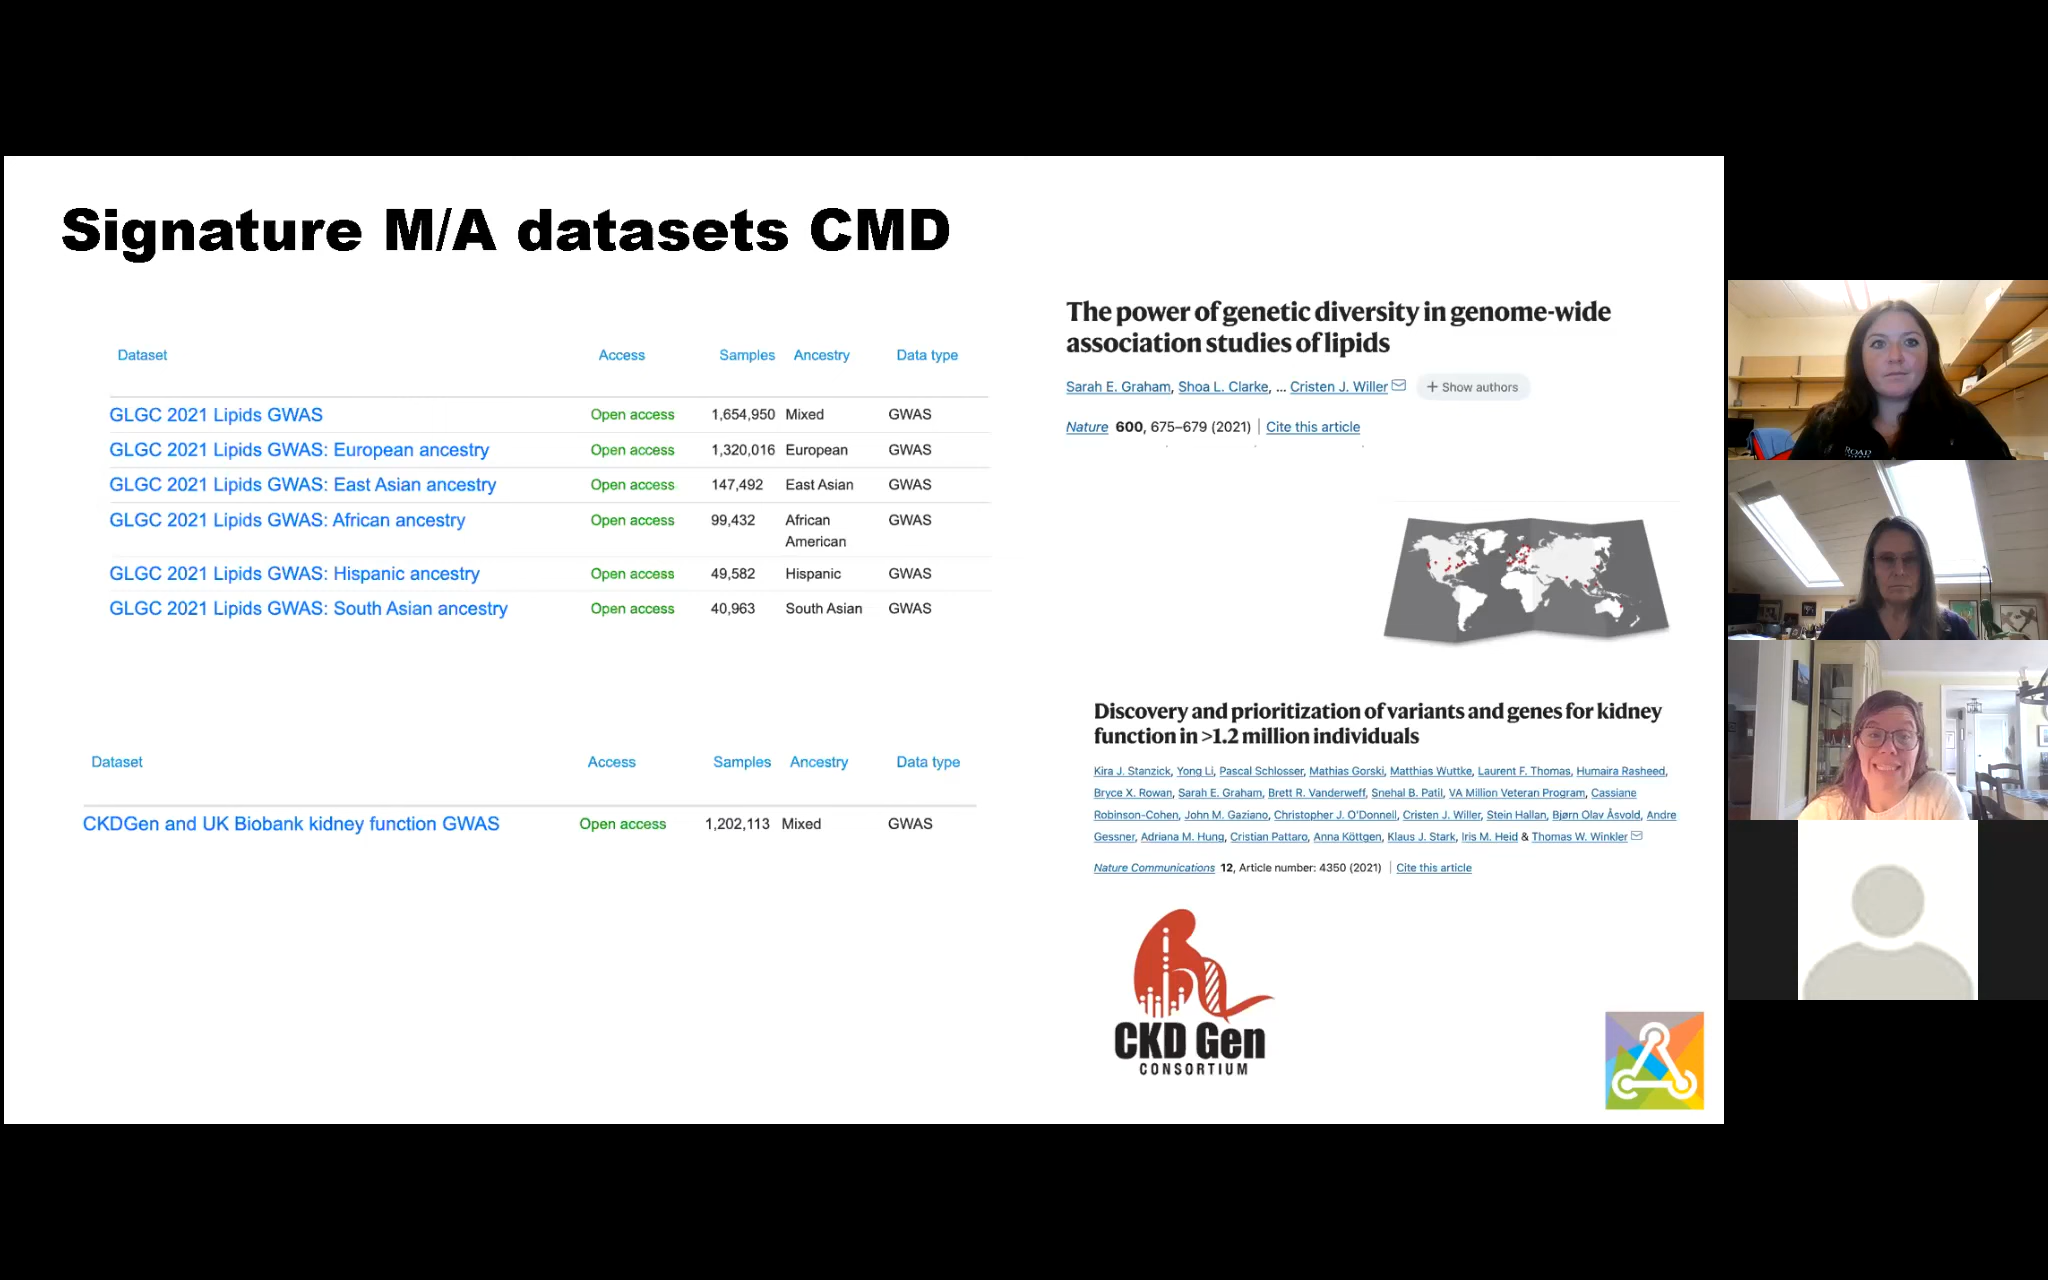 Signature M/A datasets CMD
Dataset Access Samples Ancestry Data type
GLGC 2021 Lipids GWAS Open access 1,654,950 Mixed GWAS
GLGC 2021 Lipids GWAS: European ancestry Open access 1,320,016 European GWAS
GLGC 2021 Lipids GWAS: East Asian ancestry Open access 147,492 East Asian GWAS
GLGC 2021 Lipids GWAS: African ancestry Open access 99,432 African GWAS
American
GLGC 2021 Lipids GWAS: Hispanic ancestry Open access 49,582 Hispanic GWAS
GLGC 2021 Lipids GWAS: South Asian ancestry Open access 40,963 South Asian GWAS
Dataset Access Samples Ancestry Data type
CKDGen and UK Biobank kidney function GWAS Open access 1,202,113 Mixed GWAS
The power of genetic diversity in genome-wide
association studies of lipids
Sarah E. Graham, Shoa L. Clarke, ... Cristen J. Willer + Show authors
Nature 600, 675–679 (2021) | Cite this article
Discovery and prioritization of variants and genes for kidney
function in >1.2 million individuals
Kira J. Stanzick, Yong Li, Pascal Schlosser, Mathias Gorski, Matthias Wuttke, Laurent F. Thomas, Humaira Rasheed,
Bryce X. Rowan, Sarah E. Graham, Brett R. Vanderweff, Snehal B. Patil, VA Million Veteran Program, Cassiane
Robinson-Cohen, John M. Gaziano, Christopher J. O'Donnell, Cristen J. Willer, Stein Hallan, Bjørn Olav Åsvold, Andre
Gessner, Adriana M. Hung, Cristian Pattaro, Anna Köttgen, Klaus J. Stark, Iris M. Heid & Thomas W. Winkler
Nature Communications 12, Article number: 4350 (2021) | Cite this article
CKD Gen
CONSORTIUM
ROAD